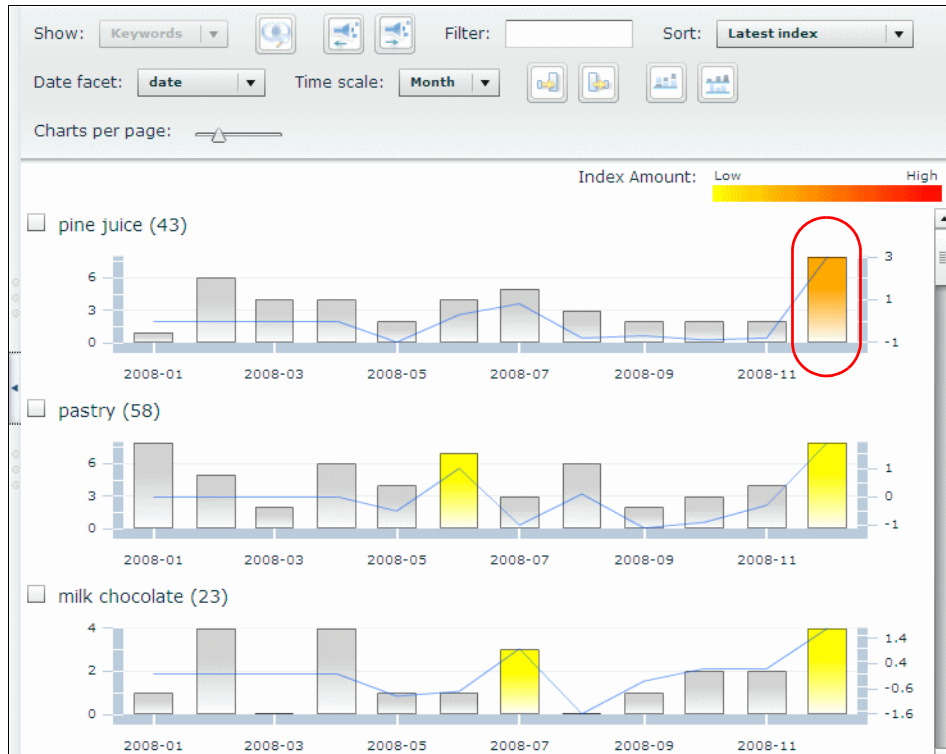 Show: Keywords Filter: Sort: Latest index
Date facet: date Time scale: Month
Charts per page:
Index Amount: Low High
pine juice (43)
6
3
0
3
1
-1
2008-01 2008-03 2008-05 2008-07 2008-09 2008-11
pastry (58)
6
3
0
1
0
-1
2008-01 2008-03 2008-05 2008-07 2008-09 2008-11
milk chocolate (23)
4
2
0
1.4
0.4
-0.6
-1.6
2008-01 2008-03 2008-05 2008-07 2008-09 2008-11